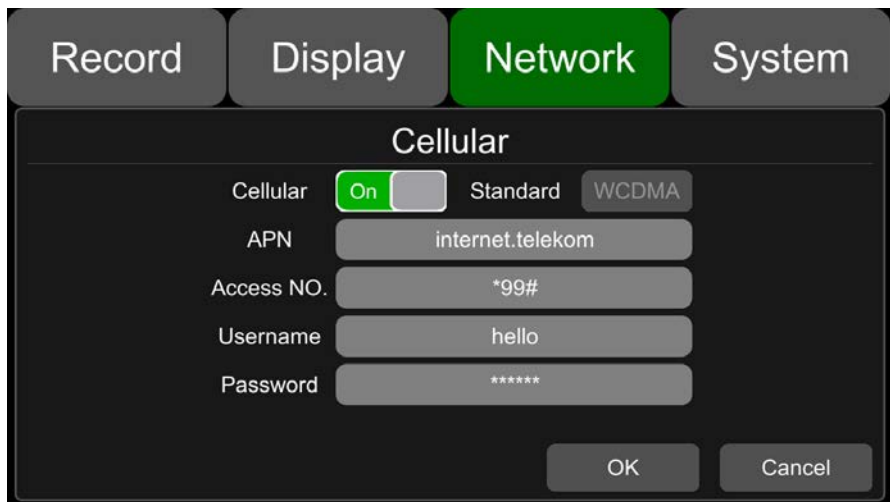 Record Display Network System
Cellular
Cellular On Standard WCDMA
APN internet.telekom
Access NO. *99#
Username hello
Password ******
OK Cancel